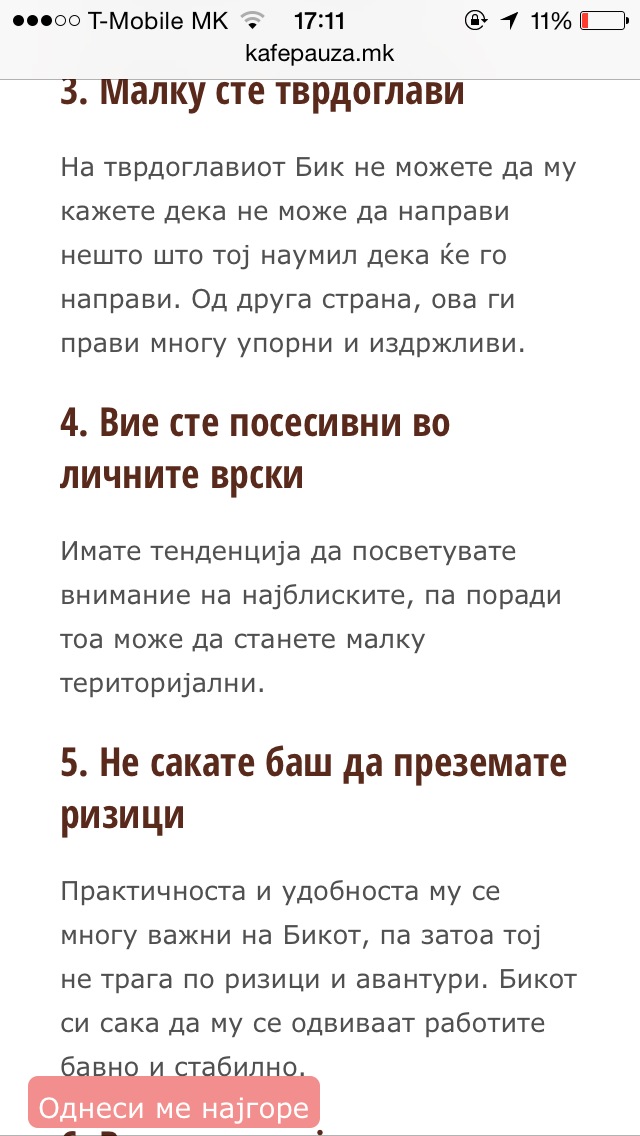 T-Mobile MK 17:11 11%
kafepauza.mk
3. Малку сте тврдоглави
На тврдоглавиот Бик не можете да му
кажете дека не може да направи
нешто што тој наумил дека ќе го
направи. Од друга страна, ова ги
прави многу упорни и издржливи.
4. Вие сте посесивни во
личните врски
Имате тенденција да посветувате
внимание на најблиските, па поради
тоа може да станете малку
територијални.
5. Не сакате баш да преземате
ризици
Практичноста и удобноста му се
многу важни на Бикот, па затоа тој
не трага по ризици и авантури. Бикот
си сака да му се одвиваат работите
бавно и стабилно.
Однеси ме најгоре